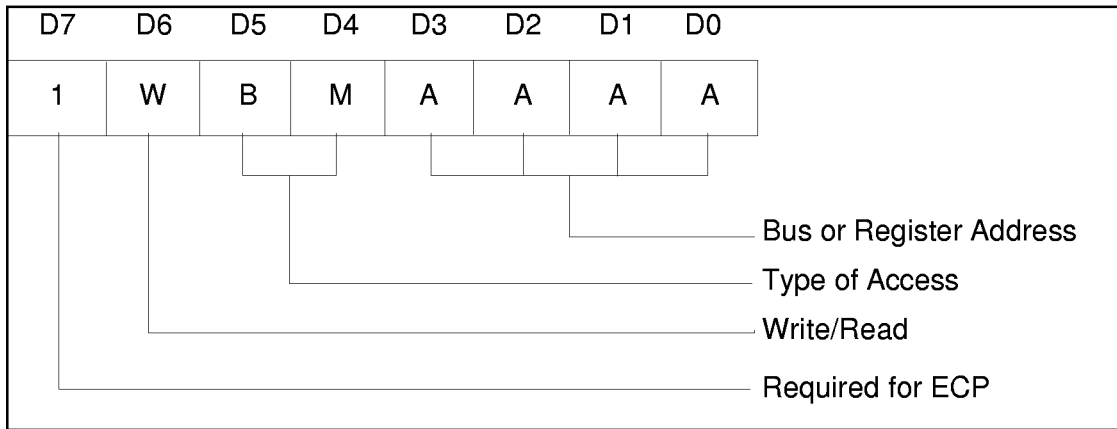 D7 D6 D5 D4 D3 D2 D1 D0
1 W B M A A A A
Bus or Register Address
Type of Access
Write/Read
Required for ECP